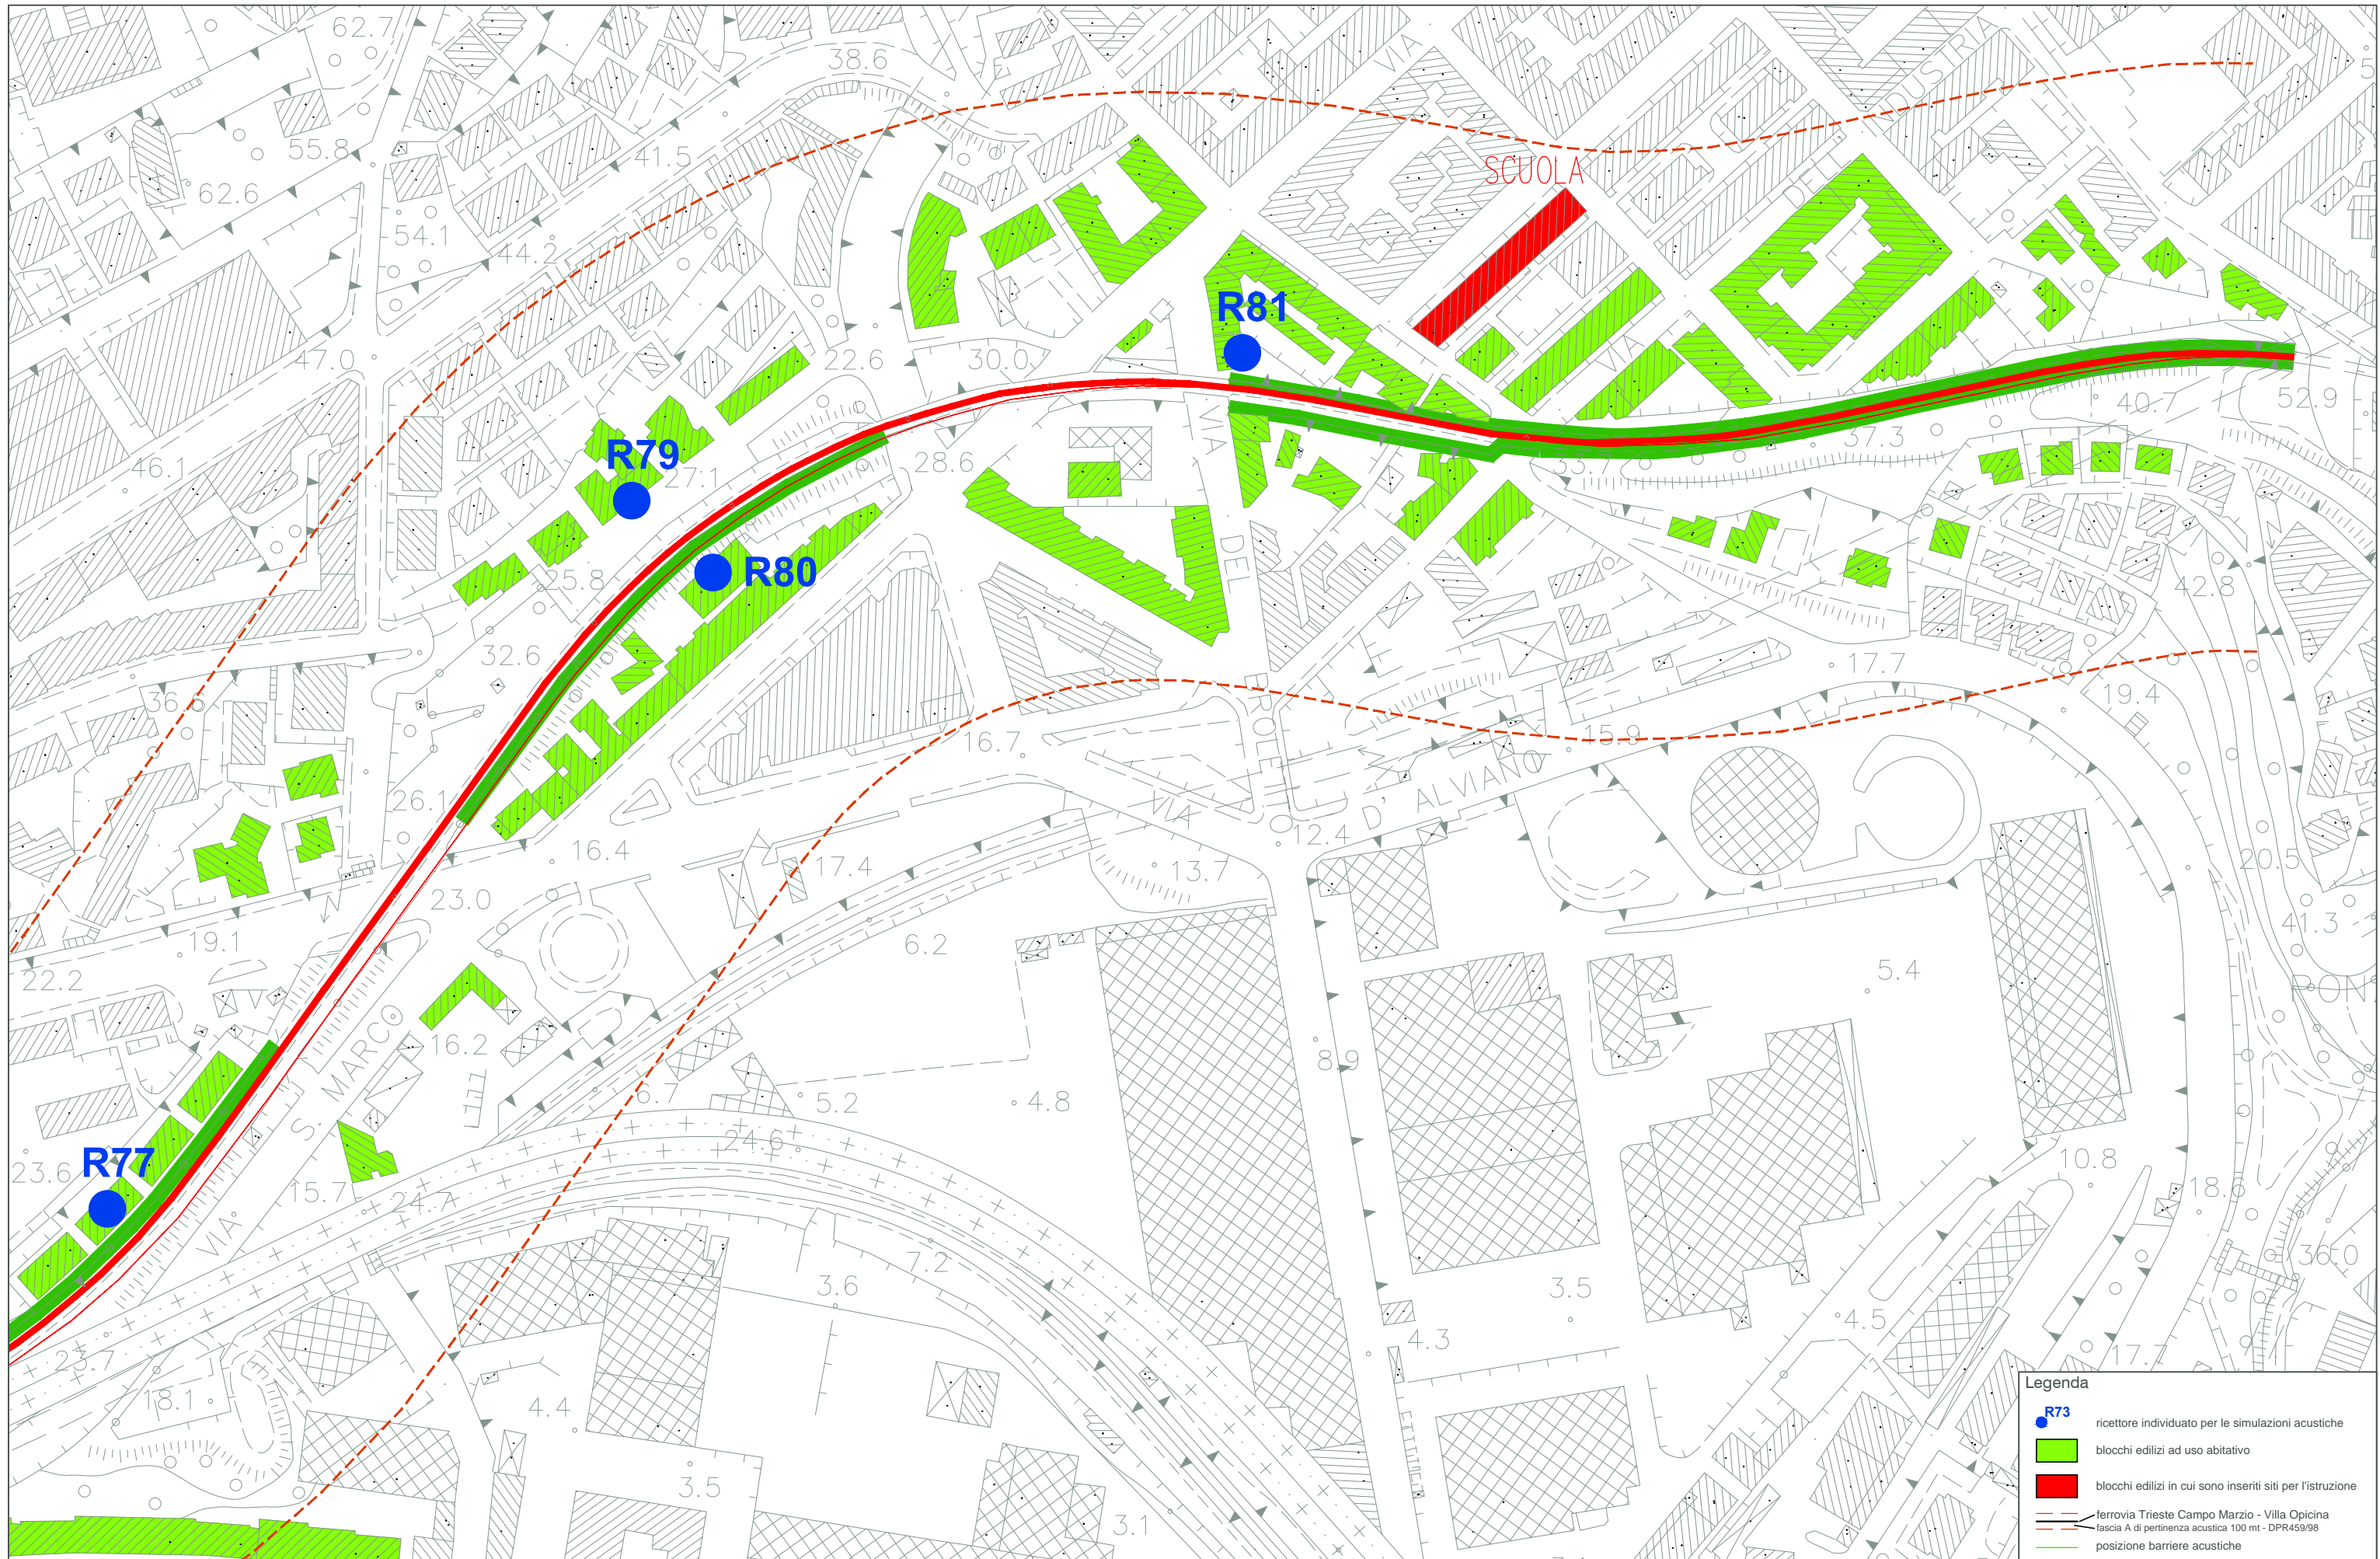 62.7
38.6
VIA
55.8
41.5
62.6
SCUOLA
54.1
44.2
R81
47.0
22.6
30.0
VIA
40.7
52.9
R79
27.1
28.6
37.3
46.1
VIA
25.8
R80
DEL
42.8
32.6
17.7
36.6
BROLETTO
19.4
16.7
15.9
D' ALVIANO
26.1
VIA
12.4
16.4
17.4
13.7
20.5
23.0
41.3
19.1
6.2
22.2
5.4
VIA S. MARCO
16.2
8.9
6.7
5.2
4.8
24.6
R77
23.6
10.8
15.7
24.7
18.6
7.2
36.0
3.6
3.5
4.5
4.3
23.7
17.7
18.1
4.4
3.5
3.1
Legenda
R73
ricettore individuato per le simulazioni acustiche
blocchi edilizi ad uso abitativo
blocchi edilizi in cui sono inseriti siti per l'istruzione
ferrovia Trieste Campo Marzio - Villa Opicina
fascia A di pertinenza acustica 100 mt - DPR459/98
posizione barriere acustiche